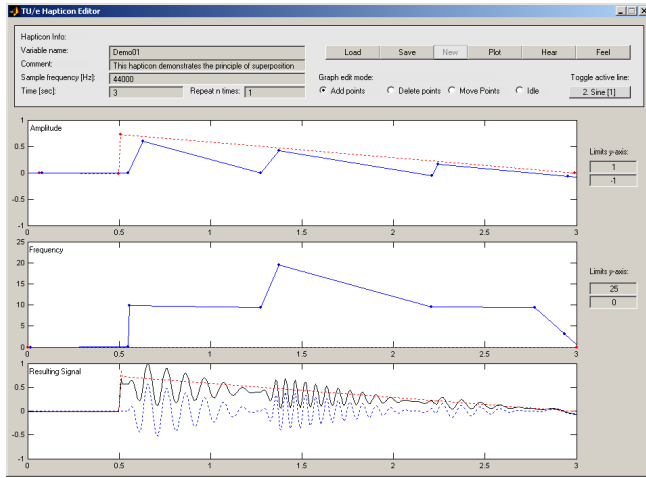 TU/e Hapticon Editor
Hapticon Info:
Variable name: Demo01
Load Save New Plot Hear Feel
Comment: This hapticon demonstrates the principle of superposition
Sample frequency [Hz]: 44000
Graph edit mode: Toggle active line:
Time [sec]: 3 Repeat n times: 1
Add points Delete points Move Points Idle 2. Sine [1]
Amplitude
1
0.5
0
-0.5
-1
0 0.5 1 1.5 2 2.5 3
Limits y-axis:
1
-1
Frequency
25
20
15
10
5
0
0 0.5 1 1.5 2 2.5 3
Limits y-axis:
25
0
Resulting Signal
1
0.5
0
-0.5
-1
0 0.5 1 1.5 2 2.5 3